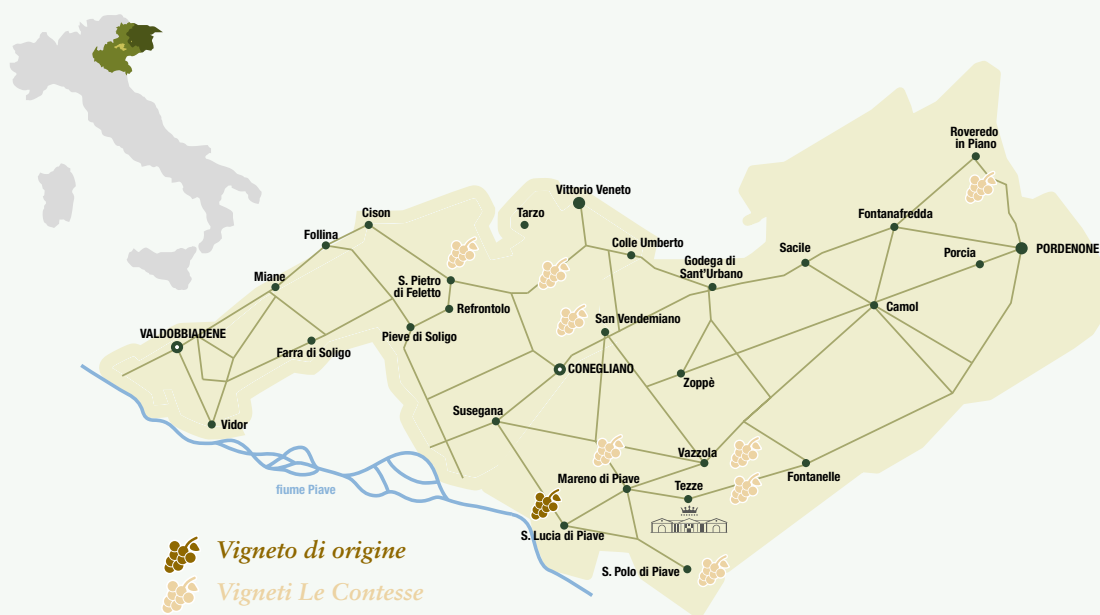 Roveredo
in Piano
Vittorio Veneto
Cison
Tarzo
Fontanafredda
Follina
Colle Umberto
Sacile
Porcia
PORDENONE
Godega di
Sant'Urbano
Miane
S. Pietro
di Feletto
Refrontolo
San Vendemiano
Camol
VALDOBBIADENE
Pieve di Soligo
Farra di Soligo
CONEGLIANO
Zoppè
Susegana
Vidor
Vazzola
Mareno di Piave
Tezze
Fontanelle
fiume Piave
S. Lucia di Piave
S. Polo di Piave
Vigneto di origine
Vigneti Le Contesse